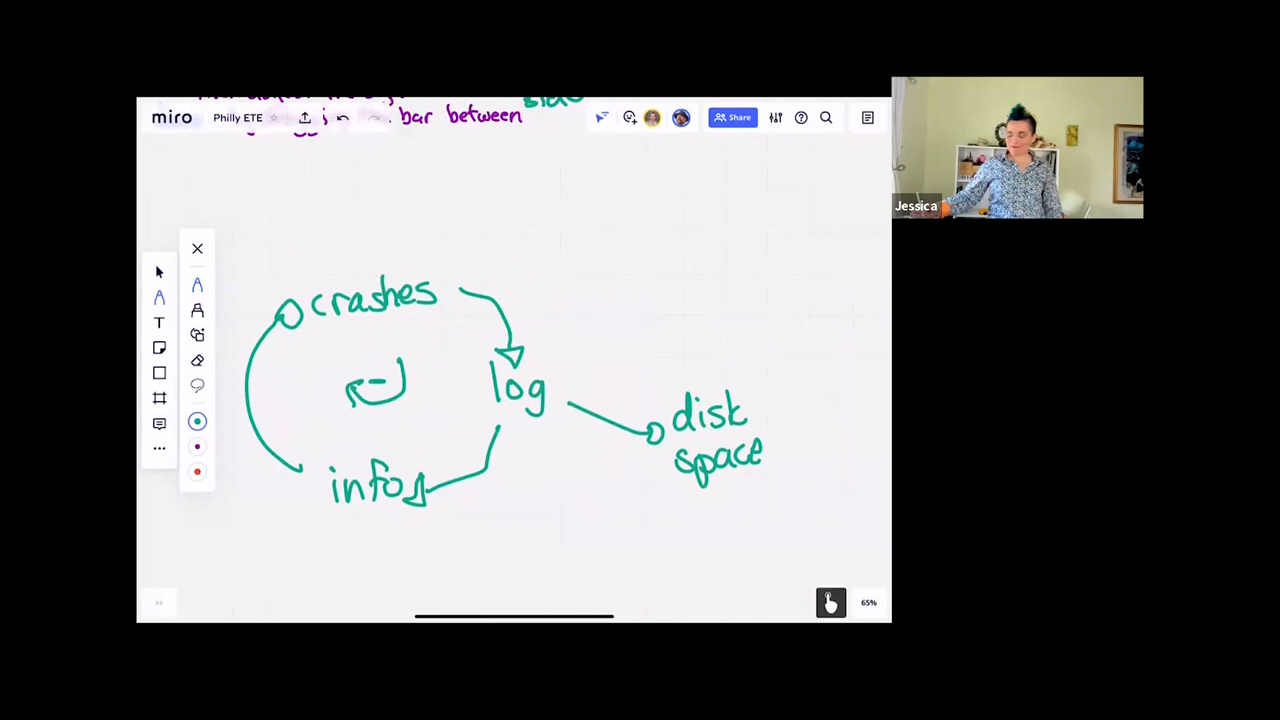 bar between
miro
Philly ETE
Share
Jessica
crashes
log
disk
space
info
T
65%